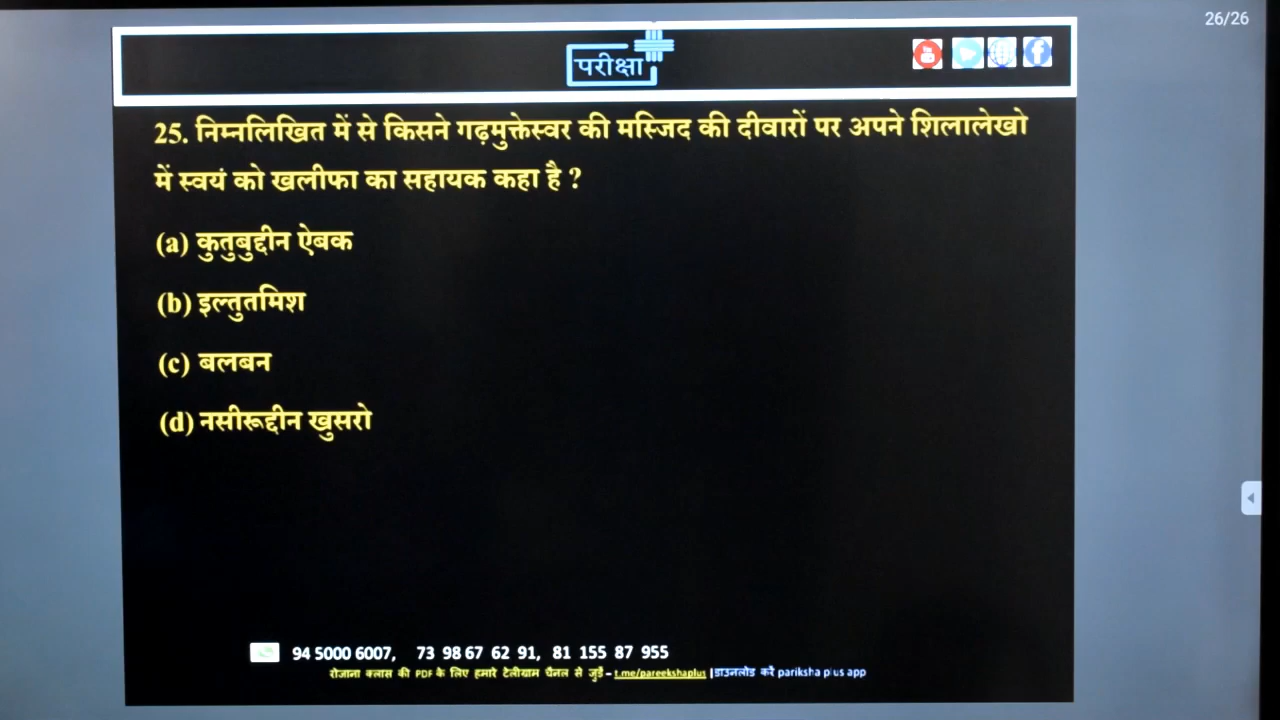 26/26
परीक्षा
25. निम्नलिखित में से किसने गढ़मुक्तेस्वर की मस्जिद की दीवारों पर अपने शिलालेखो
में स्वयं को खलीफा का सहायक कहा है ?
(a) कुतुबुद्दीन ऐबक
(b) इल्तुतमिश
(c) बलबन
(d) नसीरूद्दीन खुसरो
94 5000 6007, 73 98 67 62 91, 81 155 87 955
रोजाना क्लास की PDF के लिए हमारे टेलीग्राम चैनल से जुड़ें – t.me/pareekshaplus |डाउनलोड करें pariksha plus app